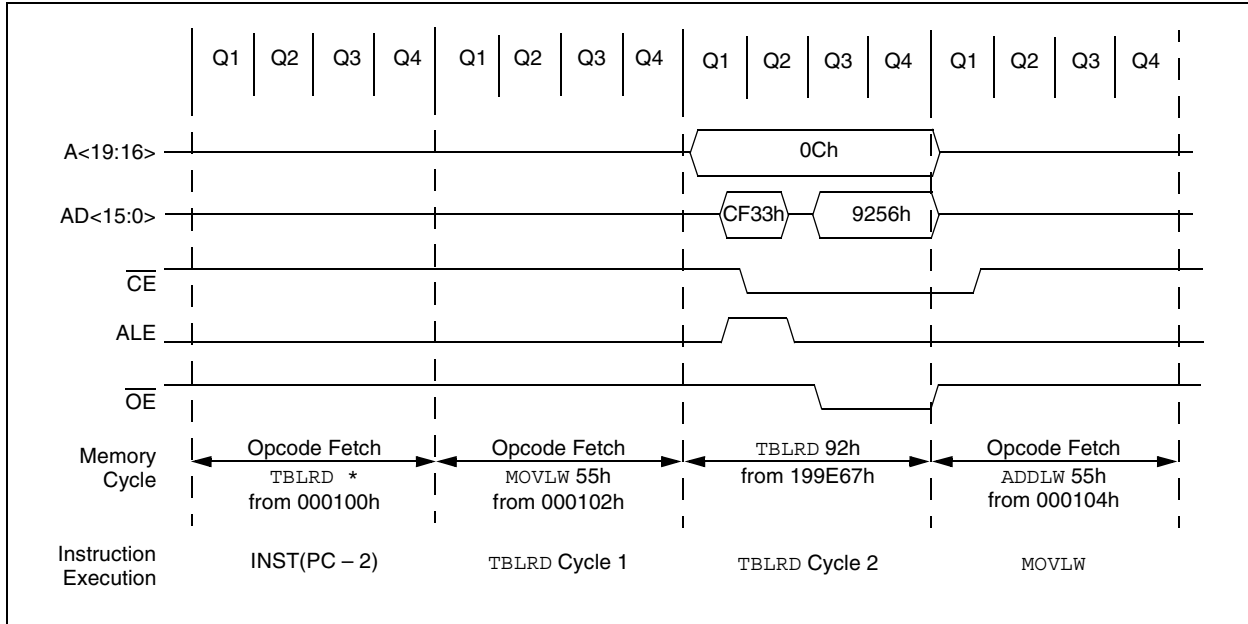 Q1 Q2 Q3 Q4 Q1 Q2 Q3 Q4 Q1 Q2 Q3 Q4 Q1 Q2 Q3 Q4
A<19:16> 0Ch
AD<15:0> CF33h 9256h
CE
ALE
OE
Memory Cycle
Opcode Fetch
TBLRD *
from 000100h
Opcode Fetch
MOVLW 55h
from 000102h
TBLRD 92h
from 199E67h
Opcode Fetch
ADDLW 55h
from 000104h
Instruction Execution
INST(PC – 2)
TBLRD Cycle 1
TBLRD Cycle 2
MOVLW